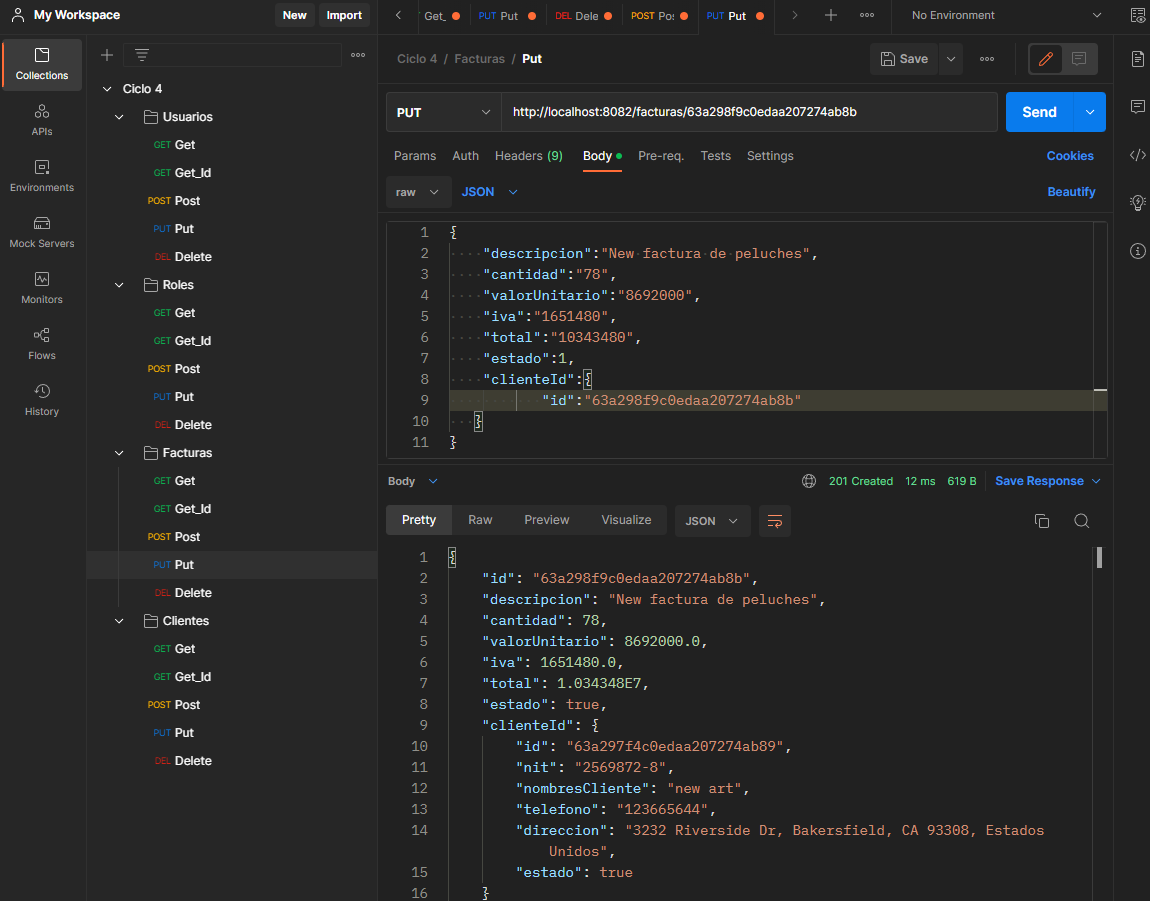 My Workspace
New
Import
Get_
PUT Put
DEL Dele
POST Po
PUT Put
No Environment
Collections
APIs
Environments
Mock Servers
Monitors
Flows
History
Ciclo 4
Usuarios
GET Get
GET Get_Id
POST Post
PUT Put
DEL Delete
Roles
GET Get
GET Get_Id
POST Post
PUT Put
DEL Delete
Facturas
GET Get
GET Get_Id
POST Post
PUT Put
DEL Delete
Clientes
GET Get
GET Get_Id
POST Post
PUT Put
DEL Delete
Ciclo 4 / Facturas / Put
Save
PUT
http://localhost:8082/facturas/63a298f9c0edaa207274ab8b
Send
Params Auth Headers (9) Body Pre-req. Tests Settings
Cookies
raw
JSON
Beautify
1 {
2 "descripcion":"New factura de peluches",
3 "cantidad":"78",
4 "valorUnitario":"8692000",
5 "iva":"1651480",
6 "total":"10343480",
7 "estado":1,
8 "clienteId":{
9 "id":"63a298f9c0edaa207274ab8b"
10 }
11 }
Body
201 Created 12 ms 619 B
Save Response
Pretty Raw Preview Visualize
JSON
1 {
2 "id": "63a298f9c0edaa207274ab8b",
3 "descripcion": "New factura de peluches",
4 "cantidad": 78,
5 "valorUnitario": 8692000.0,
6 "iva": 1651480.0,
7 "total": 1.034348E7,
8 "estado": true,
9 "clienteId": {
10 "id": "63a297f4c0edaa207274ab89",
11 "nit": "2569872-8",
12 "nombresCliente": "new art",
13 "telefono": "123665644",
14 "direccion": "3232 Riverside Dr, Bakersfield, CA 93308, Estados
Unidos",
15 "estado": true
16 }